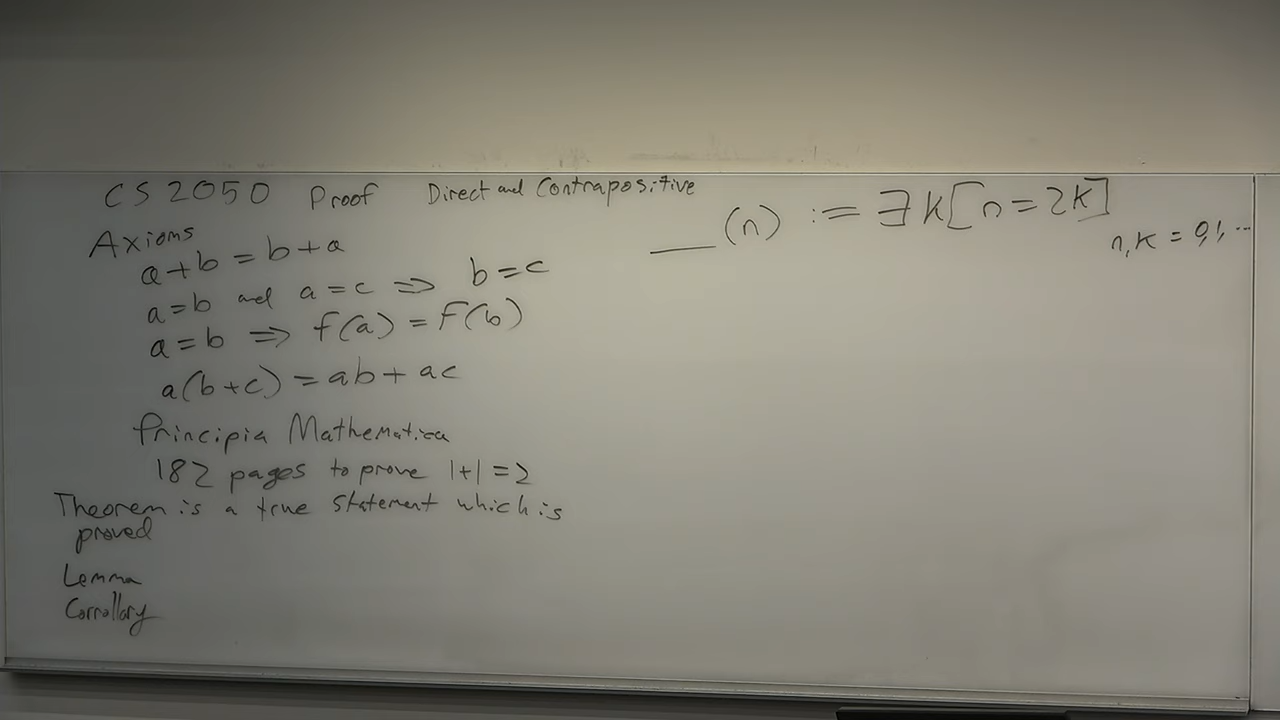 CS 2050 Proof Direct and Contrapositive
Axioms
a+b = b+a
a=b and a=c ⇒ b=c
a=b ⇒ f(a) = F(b)
a(b+c) = ab + ac
Principia Mathematica
182 pages to prove 1+1=2
Theorem is a true statement which is
proved
Lemma
Corrollary
___(n) := ∃k[n=2k]
n,k = 0,1,...